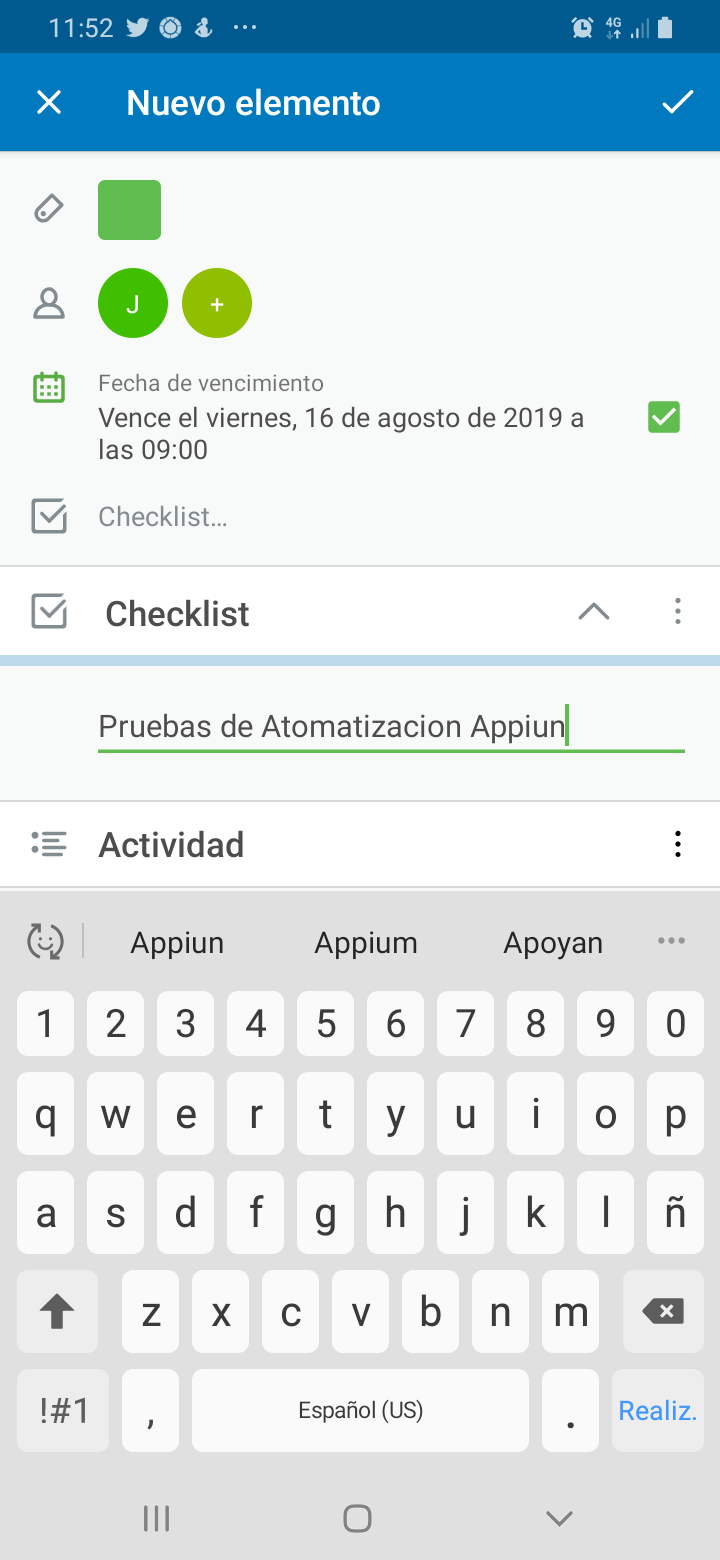 11:52
4G
Nuevo elemento
J
+
Fecha de vencimiento
Vence el viernes, 16 de agosto de 2019 a
las 09:00
Checklist...
Checklist
Pruebas de Atomatizacion Appiun
Actividad
Appiun Appium Apoyan
1 2 3 4 5 6 7 8 9 0
q w e r t y u i o p
a s d f g h j k l ñ
z x c v b n m
!#1 , Español (US) . Realiz.